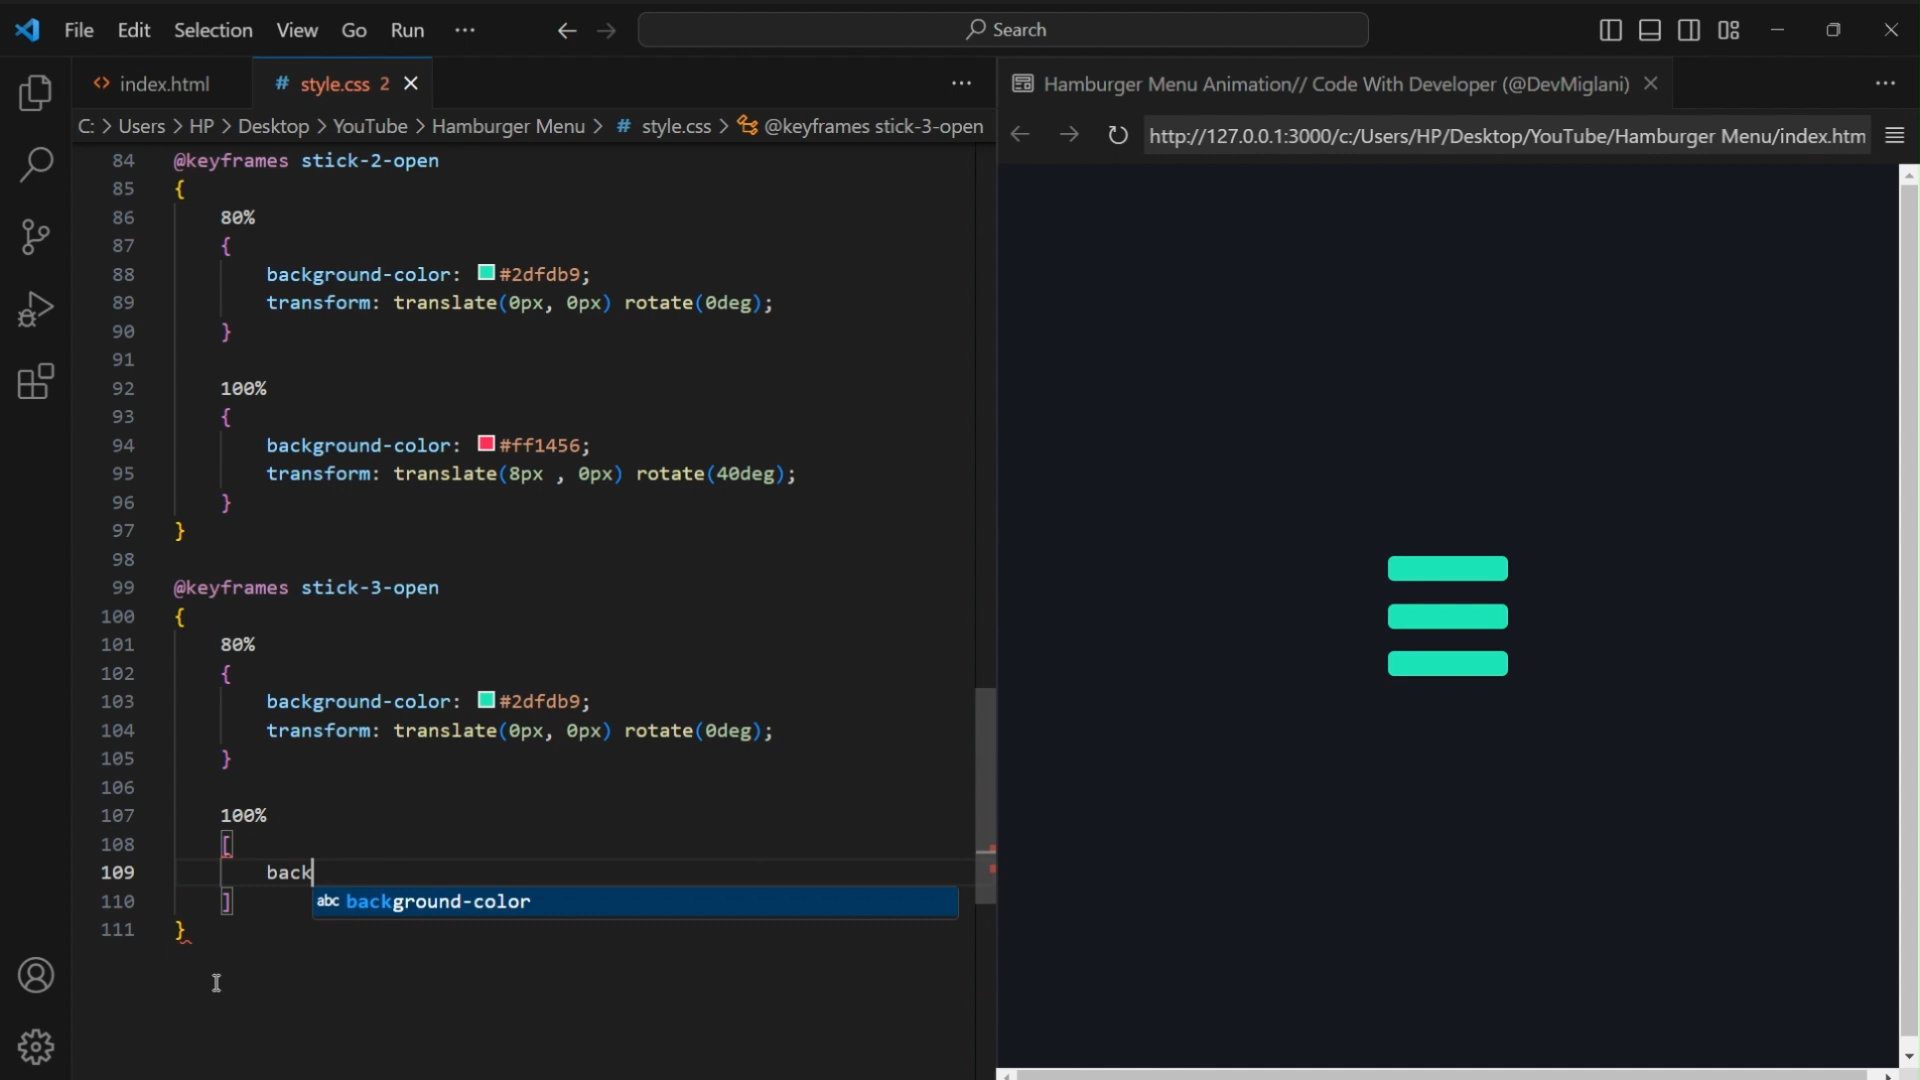 File Edit Selection View Go Run ··· Search
index.html # style.css 2
C: > Users > HP > Desktop > YouTube > Hamburger Menu > # style.css > @keyframes stick-3-open
84 @keyframes stick-2-open
85 {
86 80%
87 {
88 background-color: #2dfdb9;
89 transform: translate(0px, 0px) rotate(0deg);
90 }
91
92 100%
93 {
94 background-color: #ff1456;
95 transform: translate(8px , 0px) rotate(40deg);
96 }
97 }
98
99 @keyframes stick-3-open
100 {
101 80%
102 {
103 background-color: #2dfdb9;
104 transform: translate(0px, 0px) rotate(0deg);
105 }
106
107 100%
108 [
109 back
110 ]
abc background-color
111 }
Hamburger Menu Animation// Code With Developer (@DevMiglani)
http://127.0.0.1:3000/c:/Users/HP/Desktop/YouTube/Hamburger Menu/index.htm